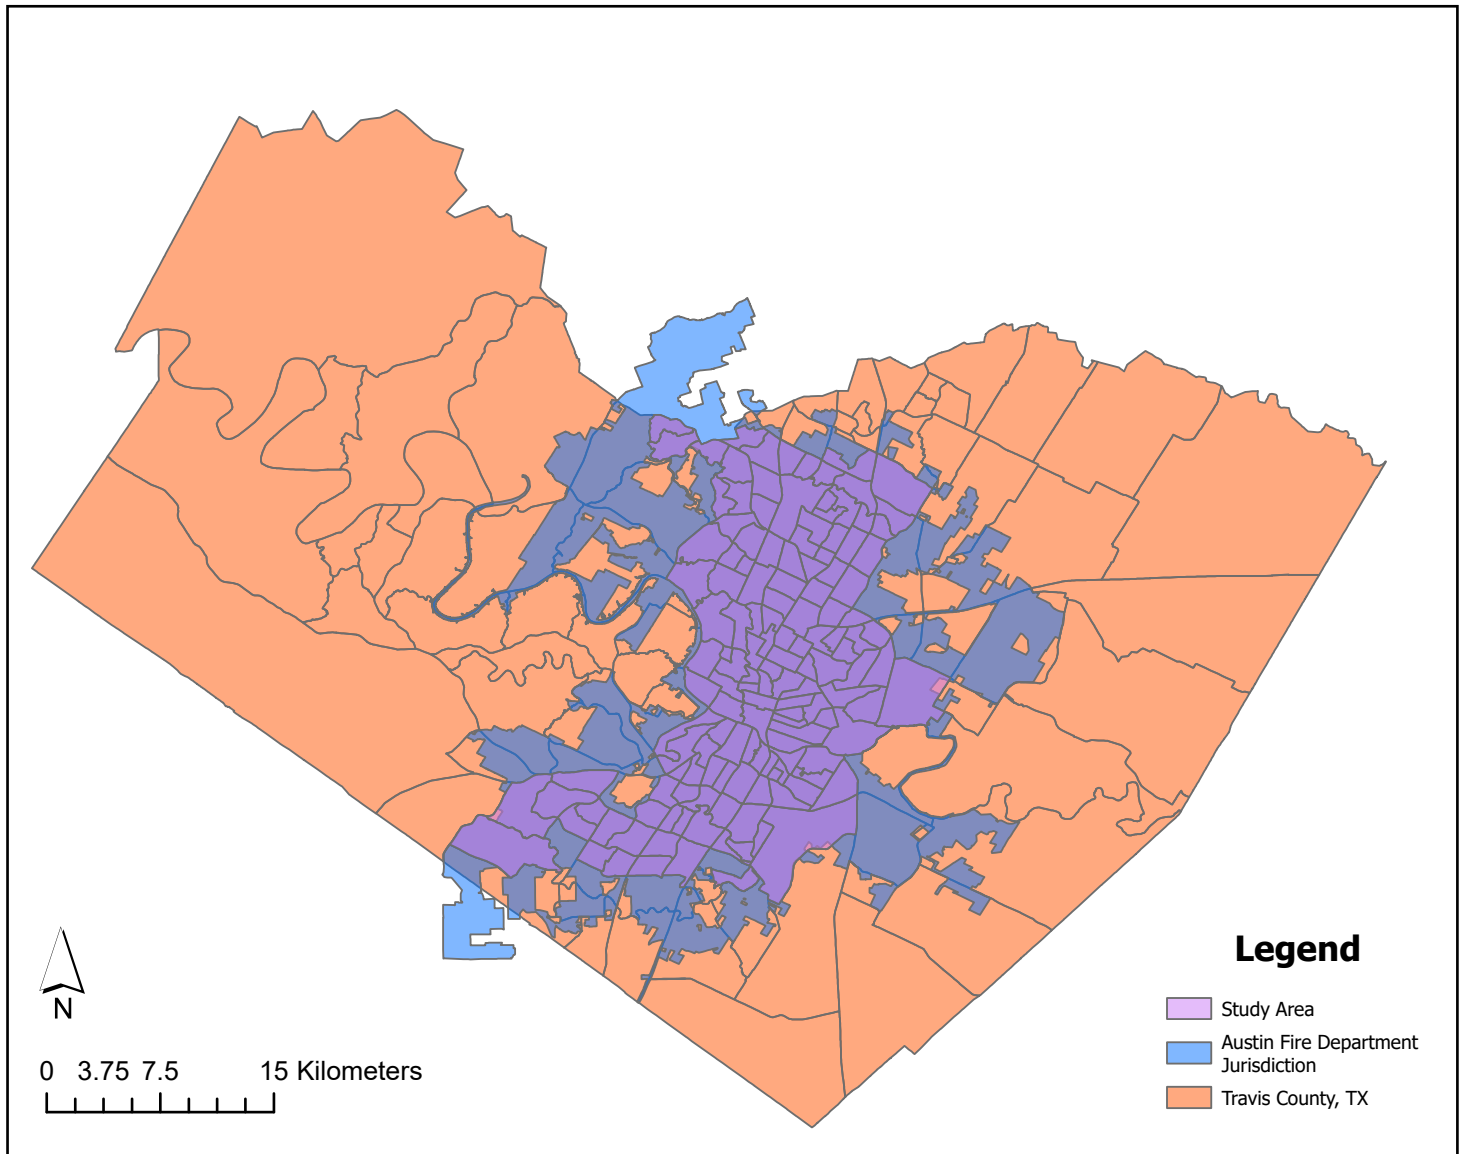 Legend
Study Area
Austin Fire Department
Jurisdiction
Travis County, TX
N
0 3.75 7.5 15 Kilometers